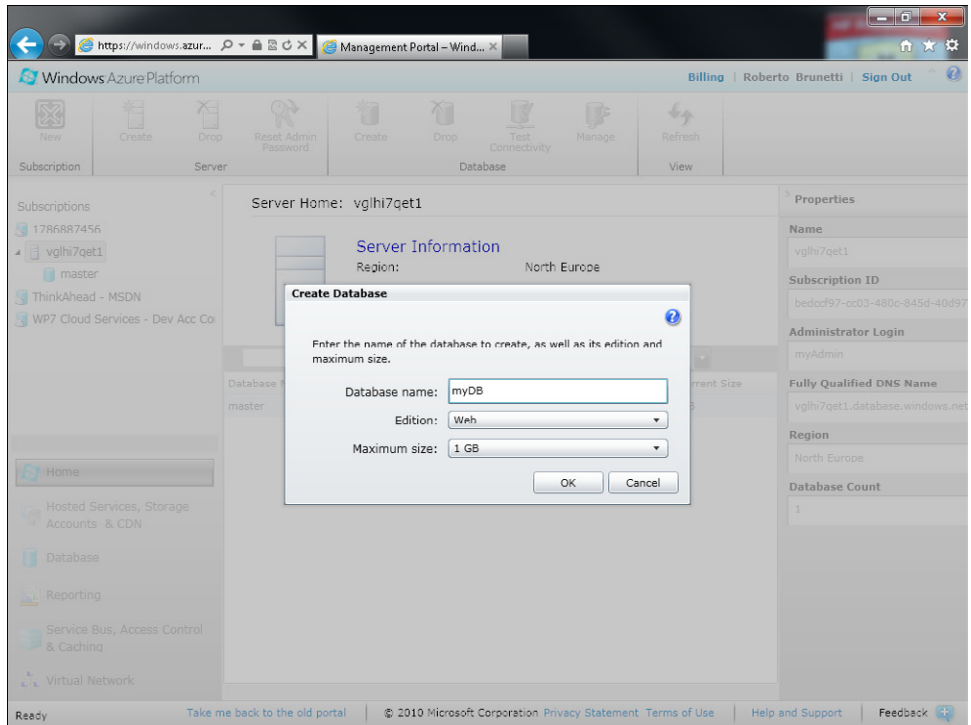 https://windows.azur...
Management Portal – Wind...
Windows Azure Platform
Billing | Roberto Brunetti | Sign Out
New
Create
Drop
Reset Admin
Password
Create
Drop
Test
Connectivity
Manage
Refresh
Subscription
Server
Database
View
Subscriptions
1786887456
vglhi7qet1
master
ThinkAhead - MSDN
WP7 Cloud Services - Dev Acc Co
Server Home: vglhi7qet1
Server Information
Region: North Europe
Create Database
Enter the name of the database to create, as well as its edition and
maximum size.
Database name: myDB
Edition: Web
Maximum size: 1 GB
OK
Cancel
Database
rrent Size
master
Properties
Name
vglhi7qet1
Subscription ID
Administrator Login
myAdmin
Fully Qualified DNS Name
vglhi7qet1.database.windows.net
Region
North Europe
Database Count
1
Home
Hosted Services, Storage
Accounts & CDN
Database
Reporting
Service Bus, Access Control
& Caching
Virtual Network
Ready
Take me back to the old portal
© 2010 Microsoft Corporation Privacy Statement Terms of Use
Help and Support
Feedback